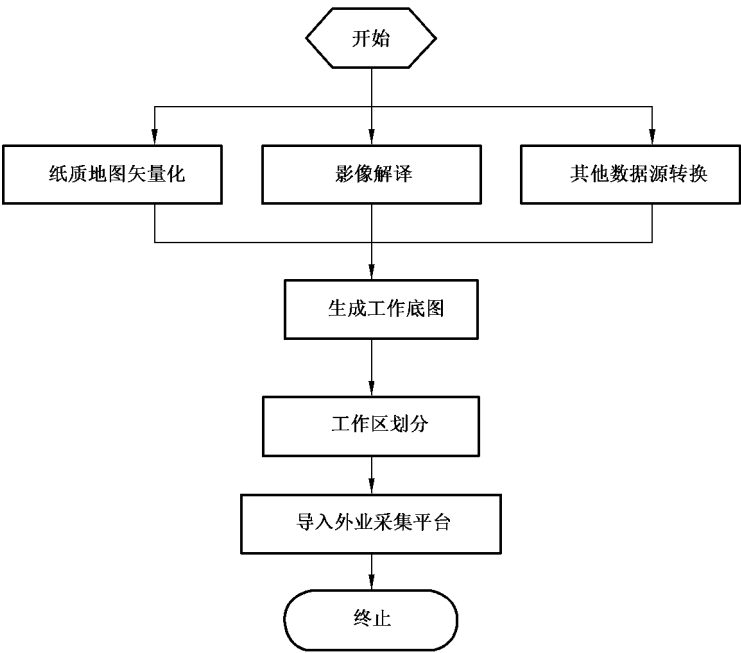 开始
纸质地图矢量化
影像解译
其他数据源转换
生成工作底图
工作区划分
导入外业采集平台
终止